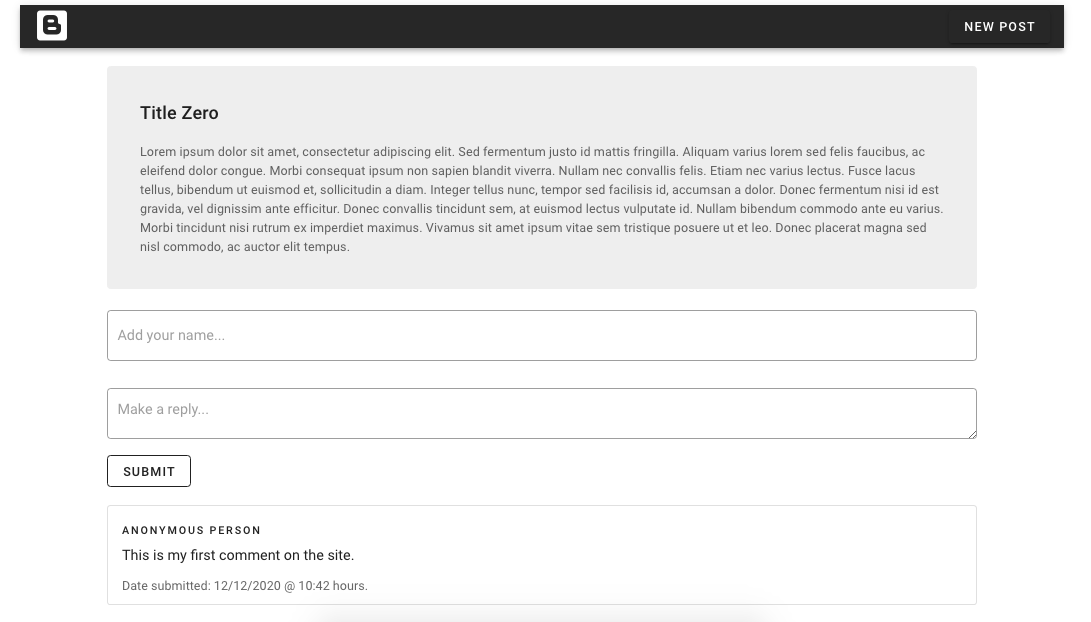 NEW POST
Title Zero
Lorem ipsum dolor sit amet, consectetur adipiscing elit. Sed fermentum justo id mattis fringilla. Aliquam varius lorem sed felis faucibus, ac
eleifend dolor congue. Morbi consequat ipsum non sapien blandit viverra. Nullam nec convallis felis. Etiam nec varius lectus. Fusce lacus
tellus, bibendum ut euismod et, sollicitudin a diam. Integer tellus nunc, tempor sed facilisis id, accumsan a dolor. Donec fermentum nisi id est
gravida, vel dignissim ante efficitur. Donec convallis tincidunt sem, at euismod lectus vulputate id. Nullam bibendum commodo ante eu varius.
Morbi tincidunt nisi rutrum ex imperdiet maximus. Vivamus sit amet ipsum vitae sem tristique posuere ut et leo. Donec placerat magna sed
nisl commodo, ac auctor elit tempus.
Add your name...
Make a reply...
SUBMIT
ANONYMOUS PERSON
This is my first comment on the site.
Date submitted: 12/12/2020 @ 10:42 hours.